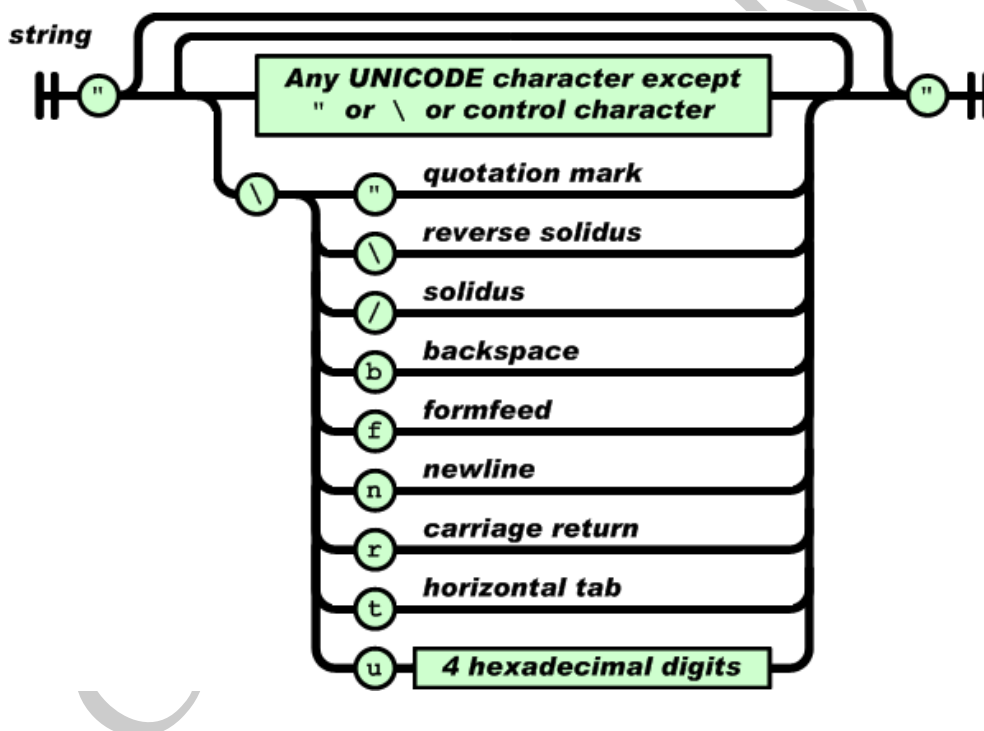 string
" Any UNICODE character except "
" or \ or control character
\ " quotation mark
\ reverse solidus
/ solidus
b backspace
f formfeed
n newline
r carriage return
t horizontal tab
u 4 hexadecimal digits